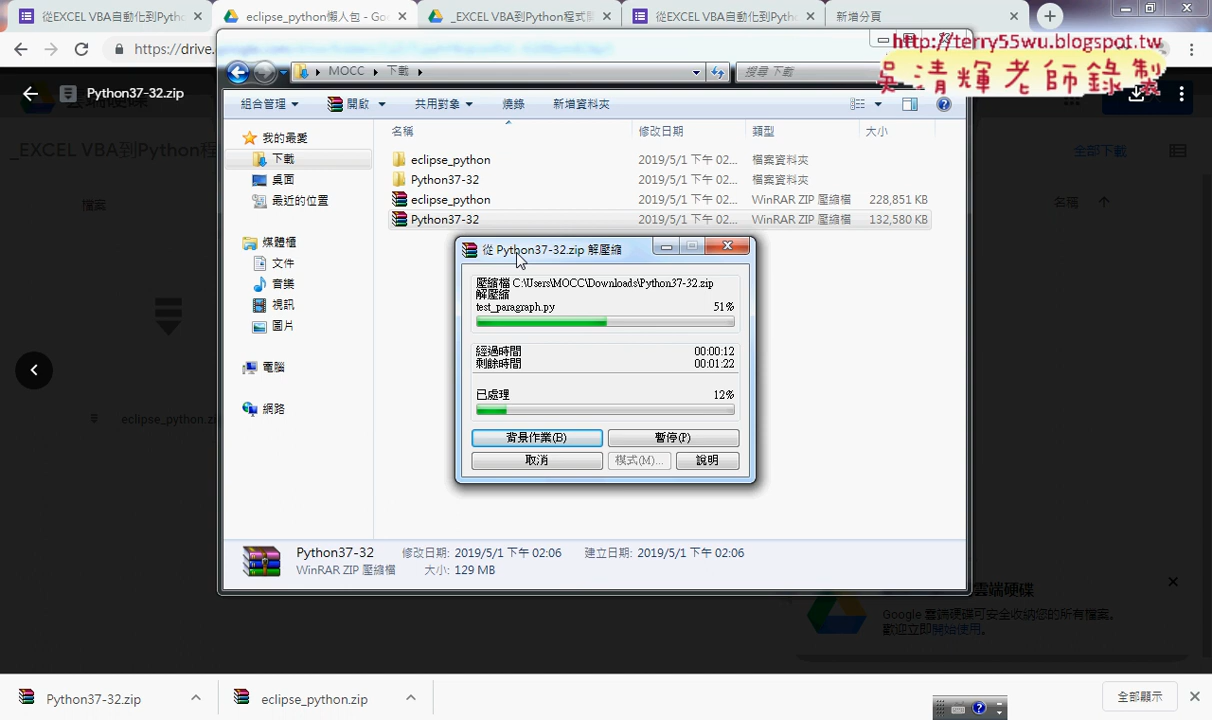 從EXCEL VBA自動化到Pytho
eclipse_python懶人包 - Goo
_EXCEL VBA到Python程式開
從EXCEL VBA自動化到Pytho
新增分頁
https://drive.
http://terry55wu.blogspot.tw
吳清輝老師錄製
Python37-32.zip
MOCC 下載
搜尋 下載
組合管理 開啟 共用對象 燒錄 新增資料夾
_EXCEL VBA到Python程
全部下載
檔案
名稱
我的最愛
下載
桌面
最近的位置
媒體櫃
文件
音樂
視訊
圖片
電腦
網路
名稱 修改日期 類型 大小
eclipse_python 2019/5/1 下午 02... 檔案資料夾
Python37-32 2019/5/1 下午 02... 檔案資料夾
eclipse_python 2019/5/1 下午 02... WinRAR ZIP 壓縮檔 228,851 KB
Python37-32 2019/5/1 下午 02... WinRAR ZIP 壓縮檔 132,580 KB
從 Python37-32.zip 解壓縮
壓縮檔 C:\Users\MOCC\Downloads\Python37-32.zip
解壓縮
test_paragraph.py 51%
經過時間 00:00:12
剩餘時間 00:01:22
已處理 12%
背景作業(B) 暫停(P)
取消 模式(M)... 說明
eclipse_python.zip
Python37-32 修改日期: 2019/5/1 下午 02:06 建立日期: 2019/5/1 下午 02:06
WinRAR ZIP 壓縮檔 大小: 129 MB
雲端硬碟
Google 雲端硬碟可安全收納您的所有檔案。
歡迎立即開始使用。
Python37-32.zip
eclipse_python.zip
全部顯示